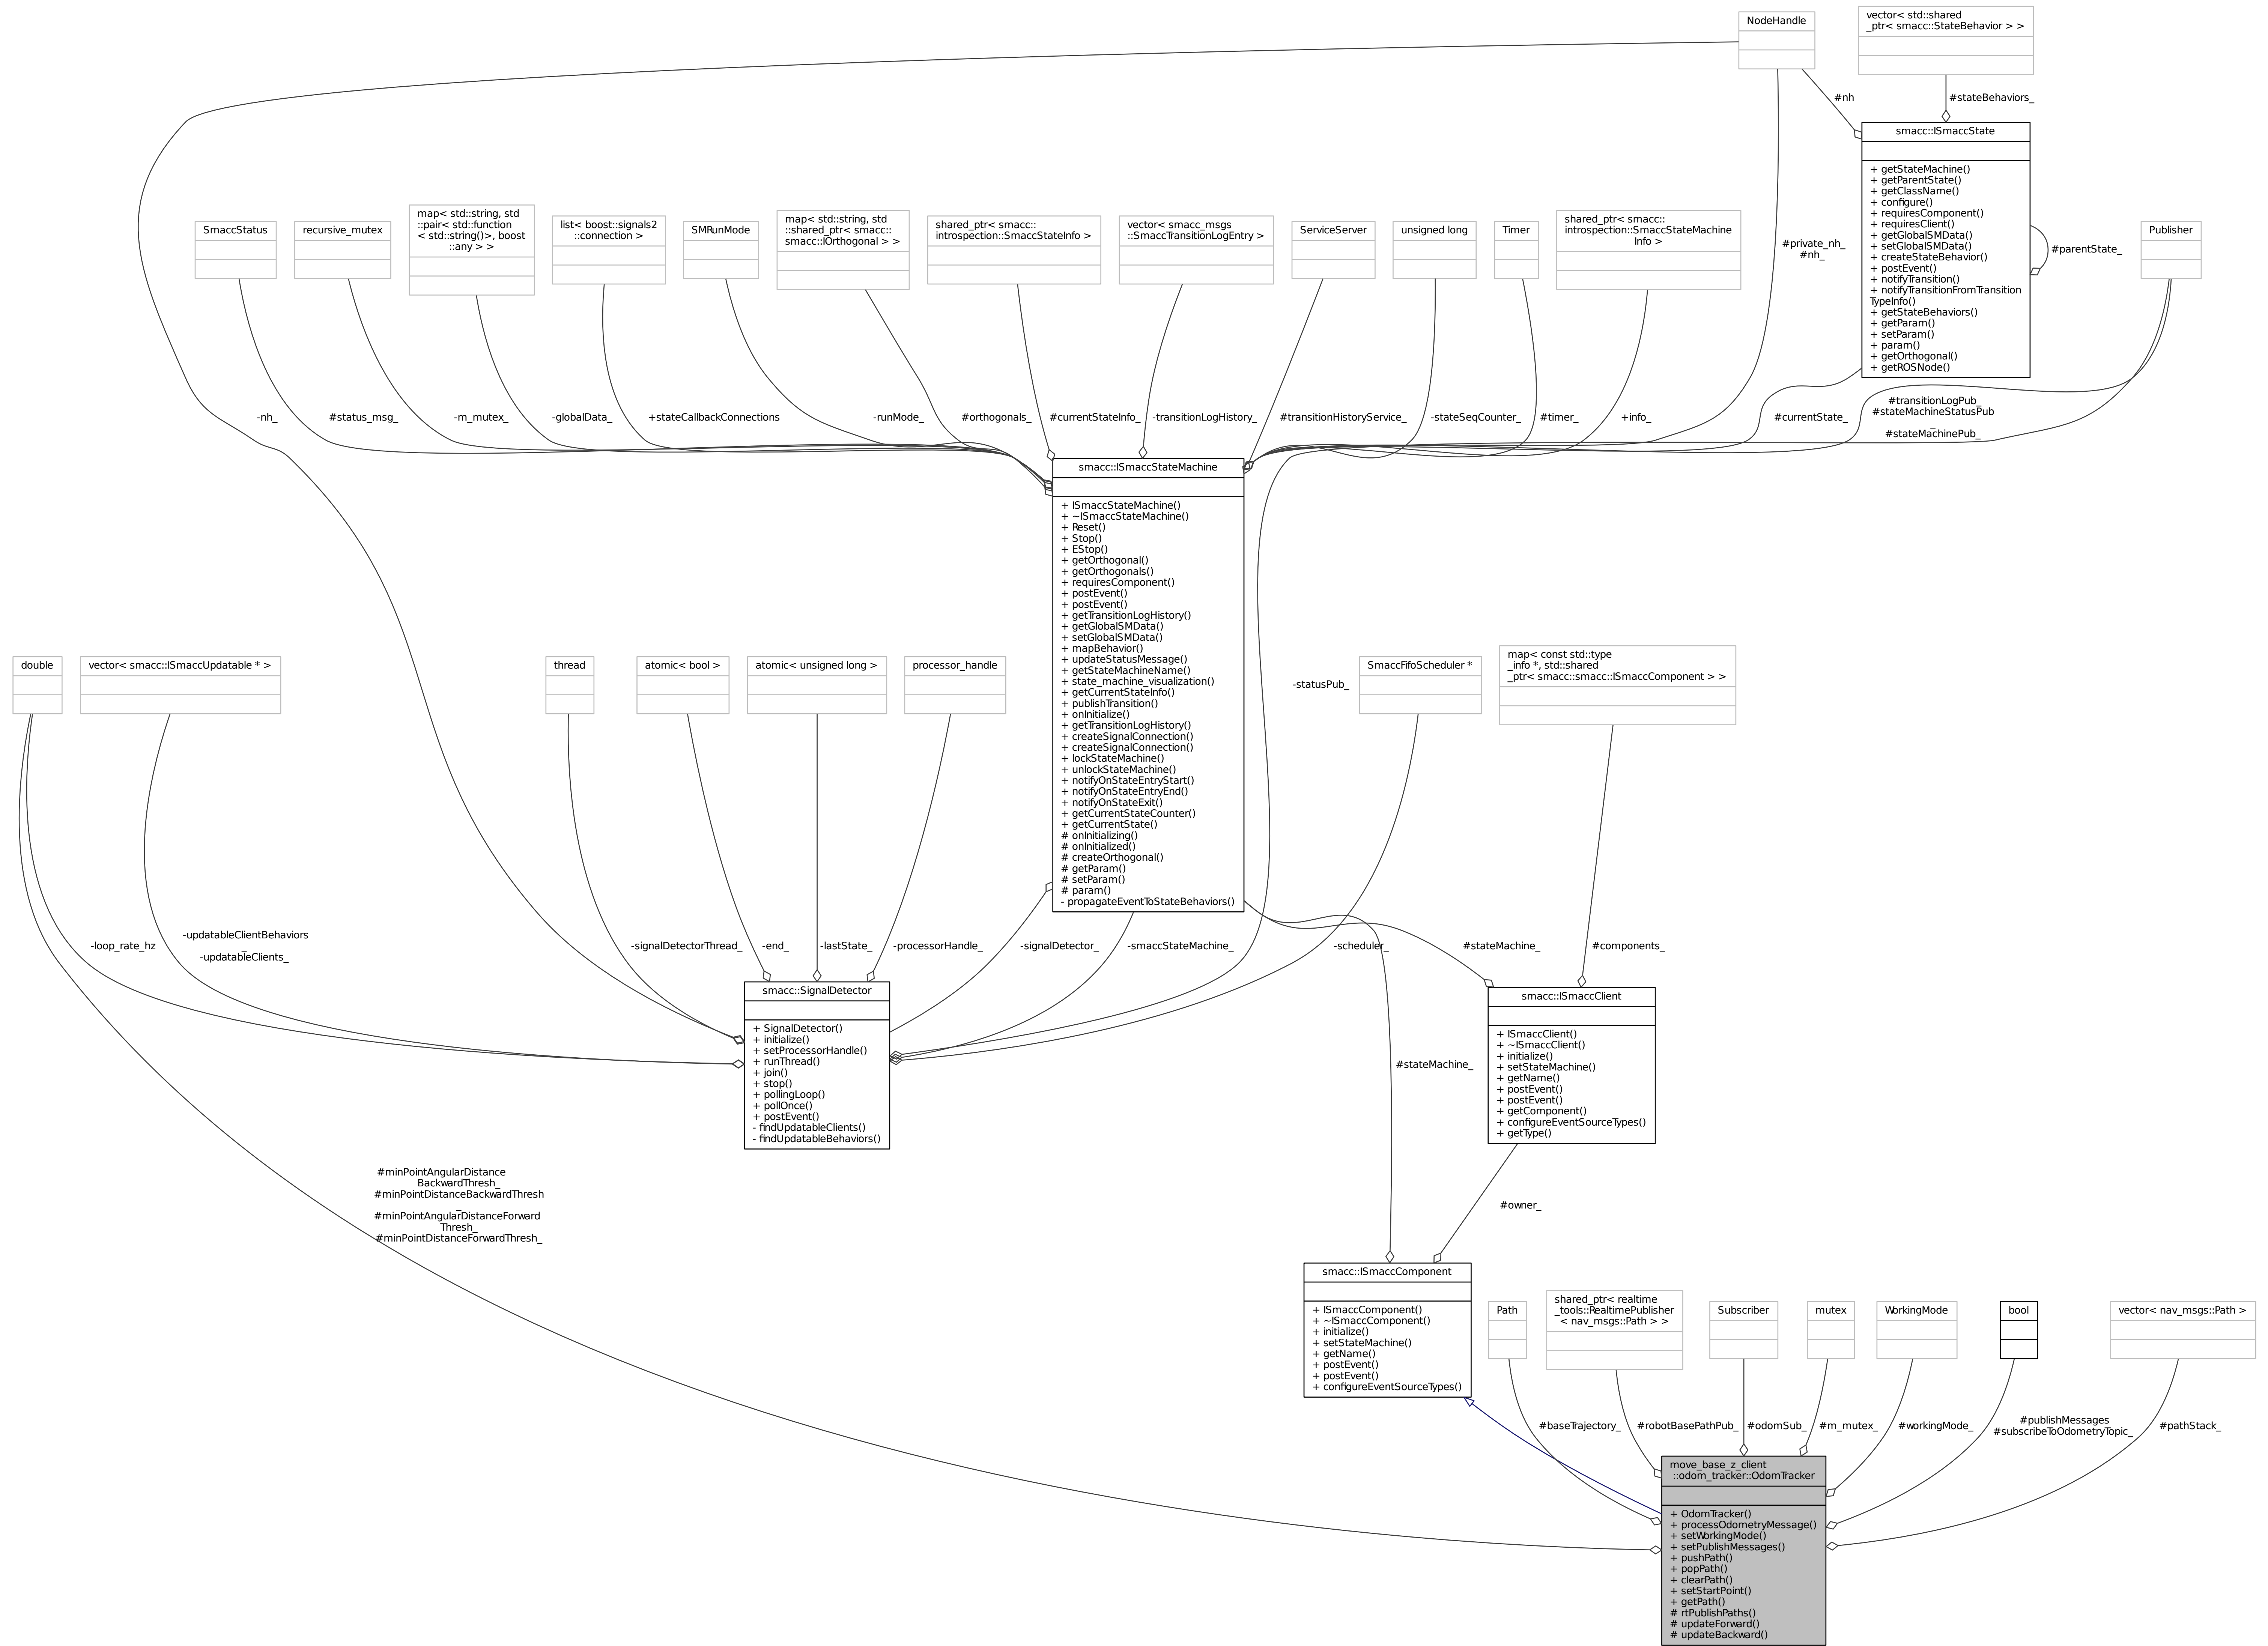 NodeHandle
vector< std::shared
_ptr< smacc::StateBehavior > >
#nh
#stateBehaviors_
smacc::ISmaccState
+ getStateMachine()
+ getParentState()
+ getClassName()
+ configure()
+ requiresComponent()
+ requiresClient()
+ getGlobalSMData()
+ setGlobalSMData()
+ createStateBehavior()
+ postEvent()
+ notifyTransition()
+ notifyTransitionFromTransition
TypeInfo()
+ getStateBehaviors()
+ getParam()
+ setParam()
+ param()
+ getOrthogonal()
+ getROSNode()
#parentState_
SmaccStatus
recursive_mutex
map< std::string, std
::pair< std::function
< std::string()>, boost
::any > >
list< boost::signals2
::connection >
SMRunMode
map< std::string, std
::shared_ptr< smacc::
smacc::IOrthogonal > >
shared_ptr< smacc::
introspection::SmaccStateInfo >
vector< smacc_msgs
::SmaccTransitionLogEntry >
ServiceServer
unsigned long
Timer
shared_ptr< smacc::
introspection::SmaccStateMachine
Info >
#private_nh_
#nh_
Publisher
-nh_
#status_msg_
-m_mutex_
-globalData_
+stateCallbackConnections
-runMode_
#orthogonals_
#currentStateInfo_
-transitionLogHistory_
#transitionHistoryService_
-stateSeqCounter_
#timer_
+info_
#currentState_
#transitionLogPub_
#stateMachineStatusPub
_
#stateMachinePub_
smacc::ISmaccStateMachine
+ ISmaccStateMachine()
+ ~ISmaccStateMachine()
+ Reset()
+ Stop()
+ EStop()
+ getOrthogonal()
+ getOrthogonals()
+ requiresComponent()
+ postEvent()
+ postEvent()
+ getTransitionLogHistory()
+ getGlobalSMData()
+ setGlobalSMData()
+ mapBehavior()
+ updateStatusMessage()
+ getStateMachineName()
+ state_machine_visualization()
+ getCurrentStateInfo()
+ publishTransition()
+ onInitialize()
+ getTransitionLogHistory()
+ createSignalConnection()
+ createSignalConnection()
+ lockStateMachine()
+ unlockStateMachine()
+ notifyOnStateEntryStart()
+ notifyOnStateEntryEnd()
+ notifyOnStateExit()
+ getCurrentStateCounter()
+ getCurrentState()
# onInitializing()
# onInitialized()
# createOrthogonal()
# getParam()
# setParam()
# param()
- propagateEventToStateBehaviors()
double
vector< smacc::ISmaccUpdatable * >
thread
atomic< bool >
atomic< unsigned long >
processor_handle
-statusPub_
SmaccFifoScheduler *
map< const std::type
_info *, std::shared
_ptr< smacc::smacc::ISmaccComponent > >
-loop_rate_hz
-updatableClientBehaviors
_
-updatableClients_
-signalDetectorThread_
-end_
-lastState_
-processorHandle_
-signalDetector_
-smaccStateMachine_
-scheduler_
#stateMachine_
#components_
smacc::SignalDetector
+ SignalDetector()
+ initialize()
+ setProcessorHandle()
+ runThread()
+ join()
+ stop()
+ pollingLoop()
+ pollOnce()
+ postEvent()
- findUpdatableClients()
- findUpdatableBehaviors()
smacc::ISmaccClient
+ ISmaccClient()
+ ~ISmaccClient()
+ initialize()
+ setStateMachine()
+ getName()
+ postEvent()
+ postEvent()
+ getComponent()
+ configureEventSourceTypes()
+ getType()
#stateMachine_
#minPointAngularDistance
BackwardThresh_
#minPointDistanceBackwardThresh
_
#minPointAngularDistanceForward
Thresh_
#minPointDistanceForwardThresh_
#owner_
smacc::ISmaccComponent
+ ISmaccComponent()
+ ~ISmaccComponent()
+ initialize()
+ setStateMachine()
+ getName()
+ postEvent()
+ postEvent()
+ configureEventSourceTypes()
Path
shared_ptr< realtime
_tools::RealtimePublisher
< nav_msgs::Path > >
Subscriber
mutex
WorkingMode
bool
vector< nav_msgs::Path >
#baseTrajectory_
#robotBasePathPub_
#odomSub_
#m_mutex_
#workingMode_
#publishMessages
#subscribeToOdometryTopic_
#pathStack_
move_base_z_client
::odom_tracker::OdomTracker
+ OdomTracker()
+ processOdometryMessage()
+ setWorkingMode()
+ setPublishMessages()
+ pushPath()
+ popPath()
+ clearPath()
+ setStartPoint()
+ getPath()
# rtPublishPaths()
# updateForward()
# updateBackward()